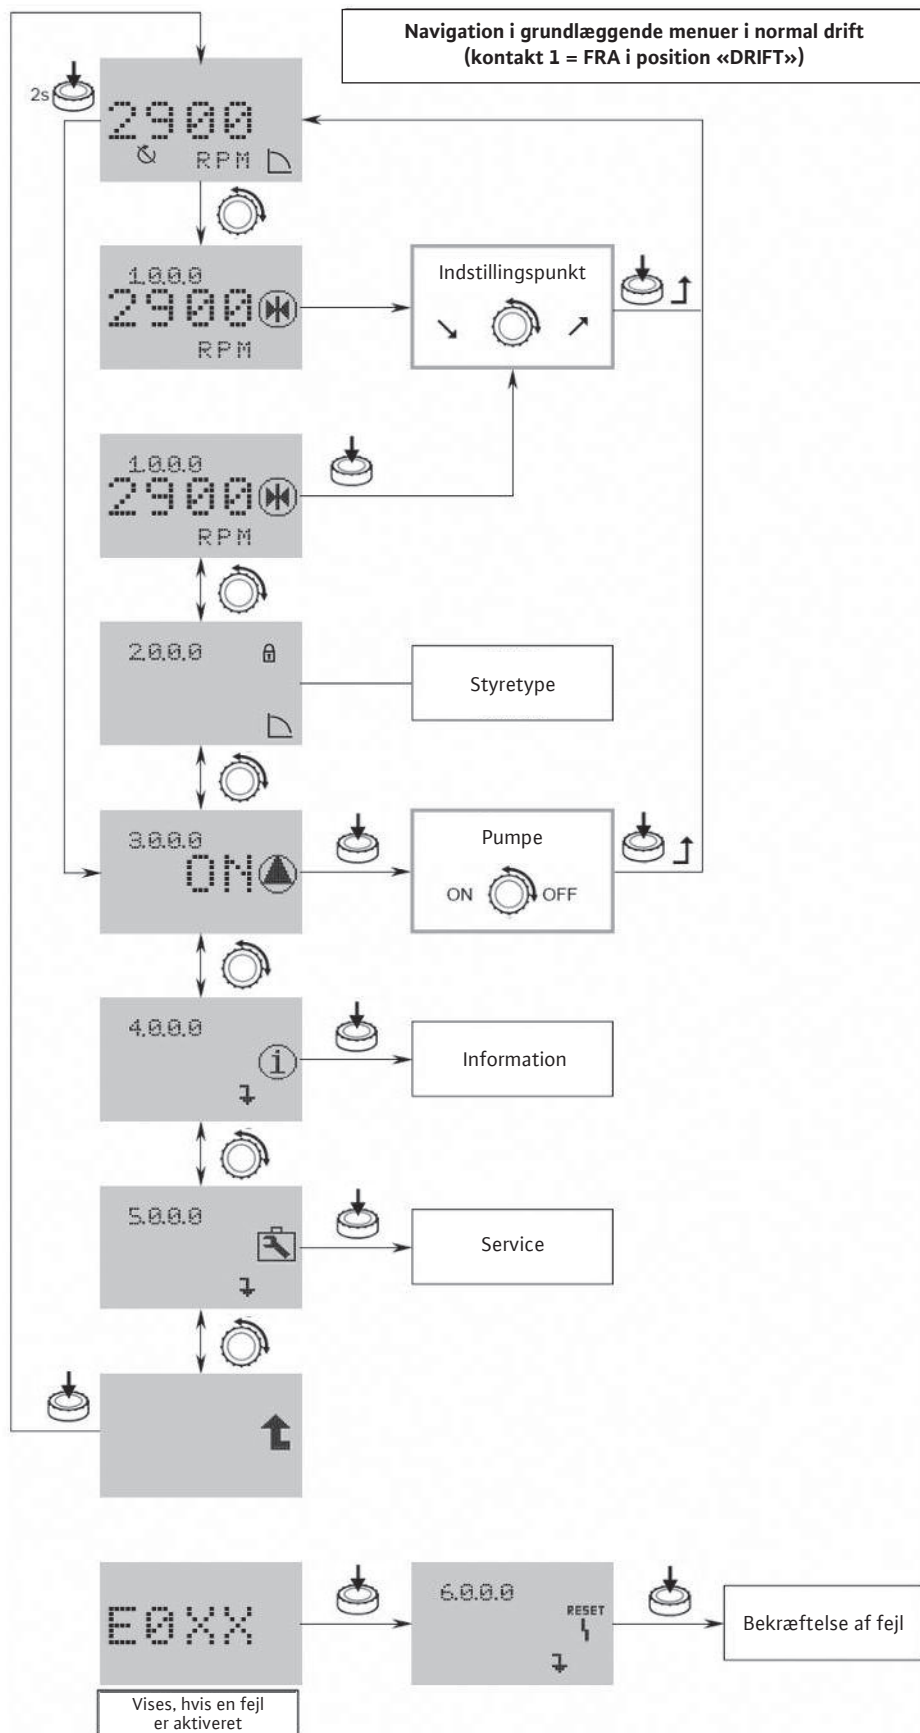 Navigation i grundlæggende menuer i normal drift
(kontakt 1 = FRA i position «DRIFT»)
2s
2900
RPM
1.0.0.0
2900
RPM
Indstillingspunkt
1.0.0.0
2900
RPM
2.0.0.0
Styretype
3.0.0.0
ON
Pumpe
ON OFF
4.0.0.0
i
Information
5.0.0.0
Service
E0XX
6.0.0.0
RESET
Bekræftelse af fejl
Vises, hvis en fejl
er aktiveret